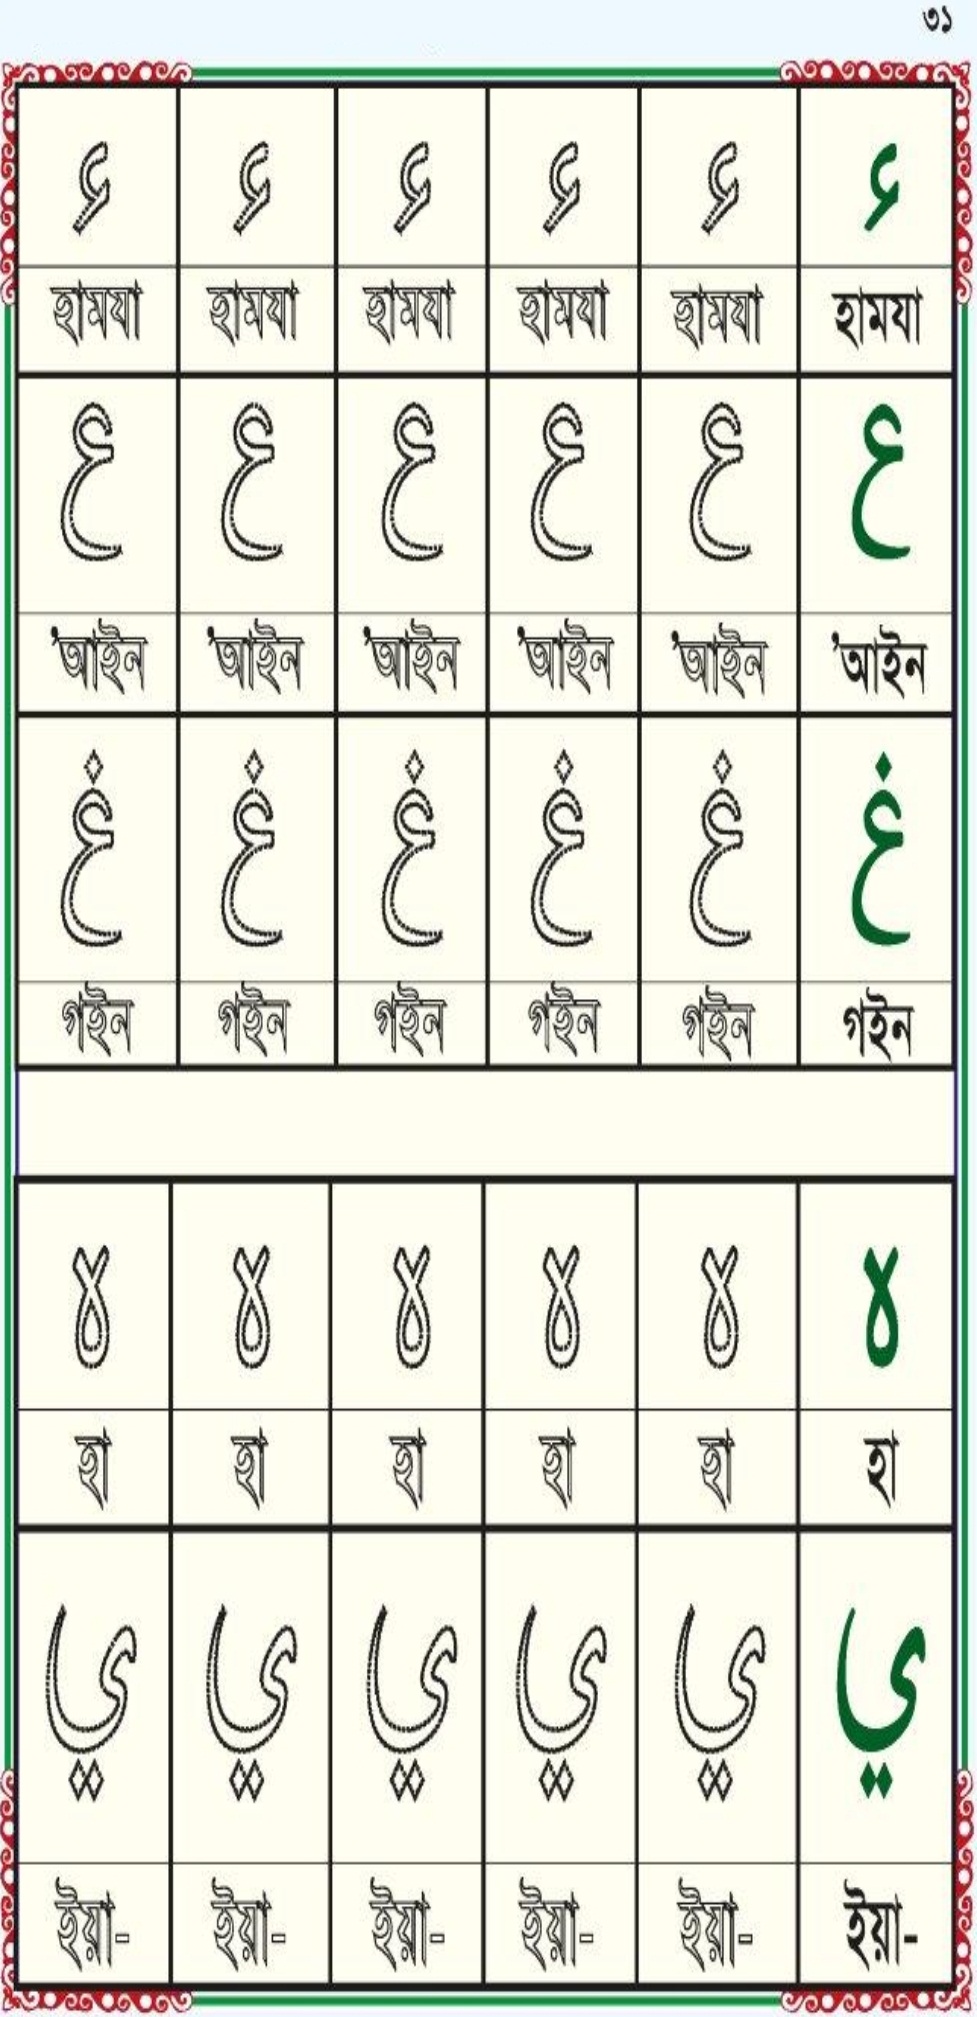 ৩১
ء ء ء ء ء ء
হামযা হামযা হামযা হামযা হামযা হামযা
ع ع ع ع ع ع
'আইন 'আইন 'আইন 'আইন 'আইন 'আইন
غ غ غ غ غ غ
গইন গইন গইন গইন গইন গইন
ه ه ه ه ه ه
হা হা হা হা হা হা
ي ي ي ي ي ي
ইয়া- ইয়া- ইয়া- ইয়া- ইয়া- ইয়া-